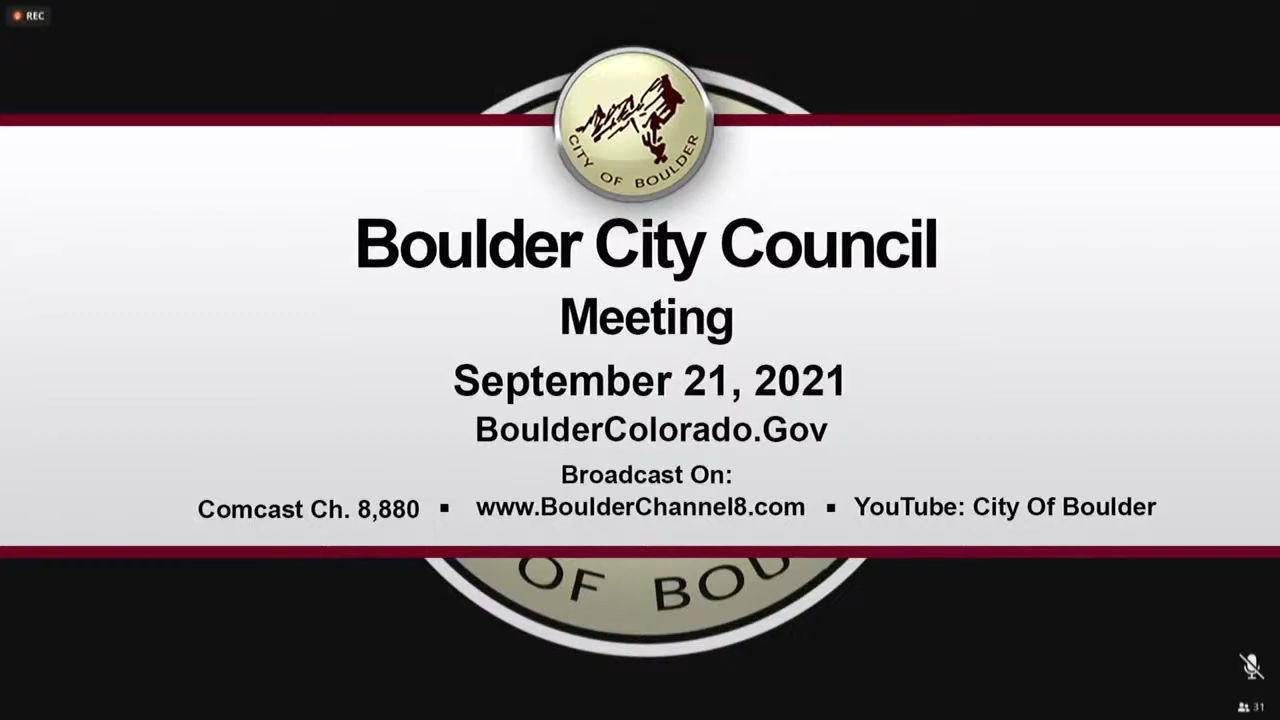 REC
CITY OF BOULDER
Boulder City Council
Meeting
September 21, 2021
BoulderColorado.Gov
Broadcast On:
Comcast Ch. 8,880 ▪ www.BoulderChannel8.com ▪ YouTube: City Of Boulder
OF BOU
31